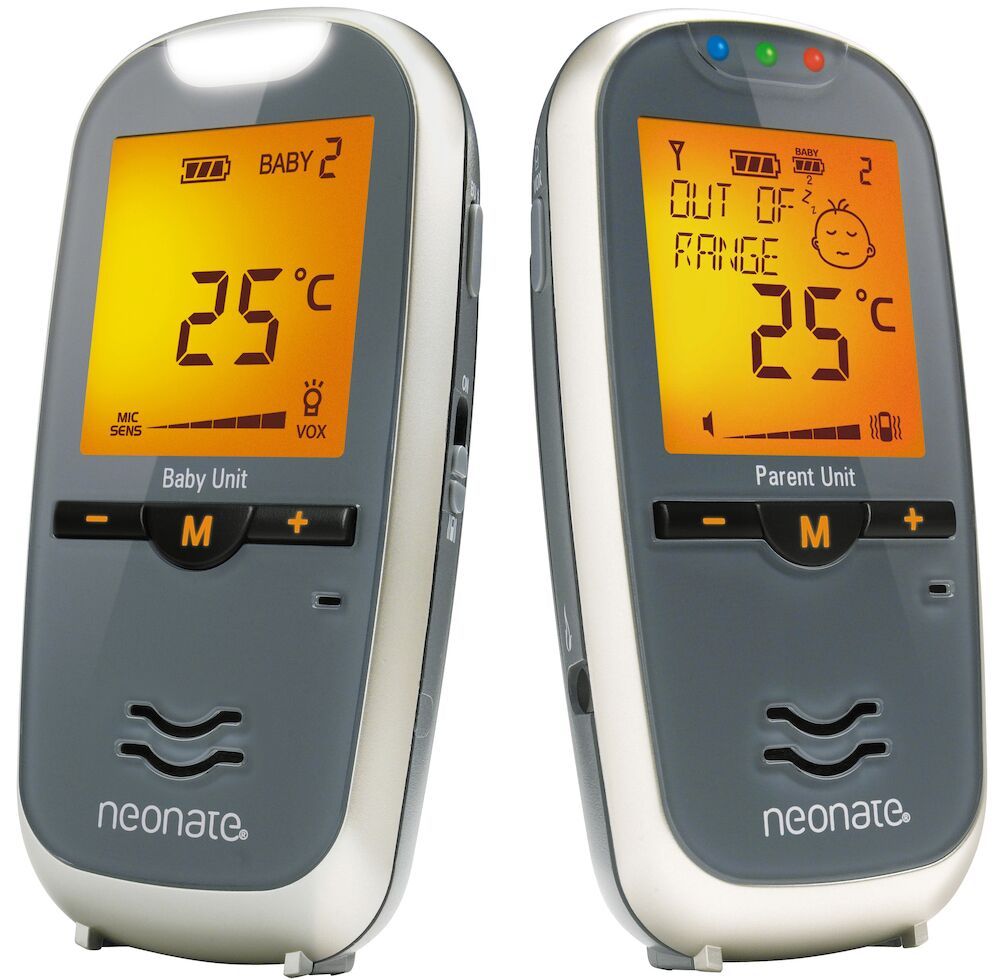 BABY 2
25 °C
MIC
SENS
VOX
Baby Unit
- M +
neonate®
BABY
2
2
OUT OF
zzz
RANGE
25 °C
Parent Unit
- M +
neonate®